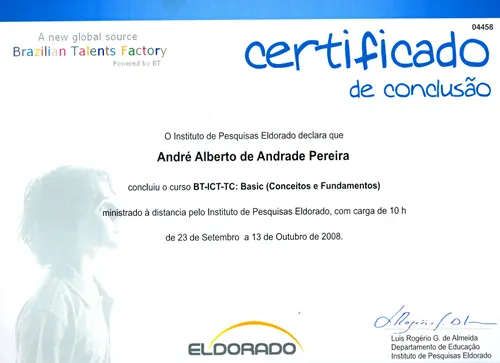 04458
A new global source
Brazilian Talents Factory
Powered by BT
certificado
de conclusão
O Instituto de Pesquisas Eldorado declara que
André Alberto de Andrade Pereira
concluiu o curso BT-ICT-TC: Basic (Conceitos e Fundamentos)
ministrado à distancia pelo Instituto de Pesquisas Eldorado, com carga de 10 h
de 23 de Setembro a 13 de Outubro de 2008.
Luis Rogério G. de Almeida
Departamento de Educação
Instituto de Pesquisas Eldorado
ELDORADO